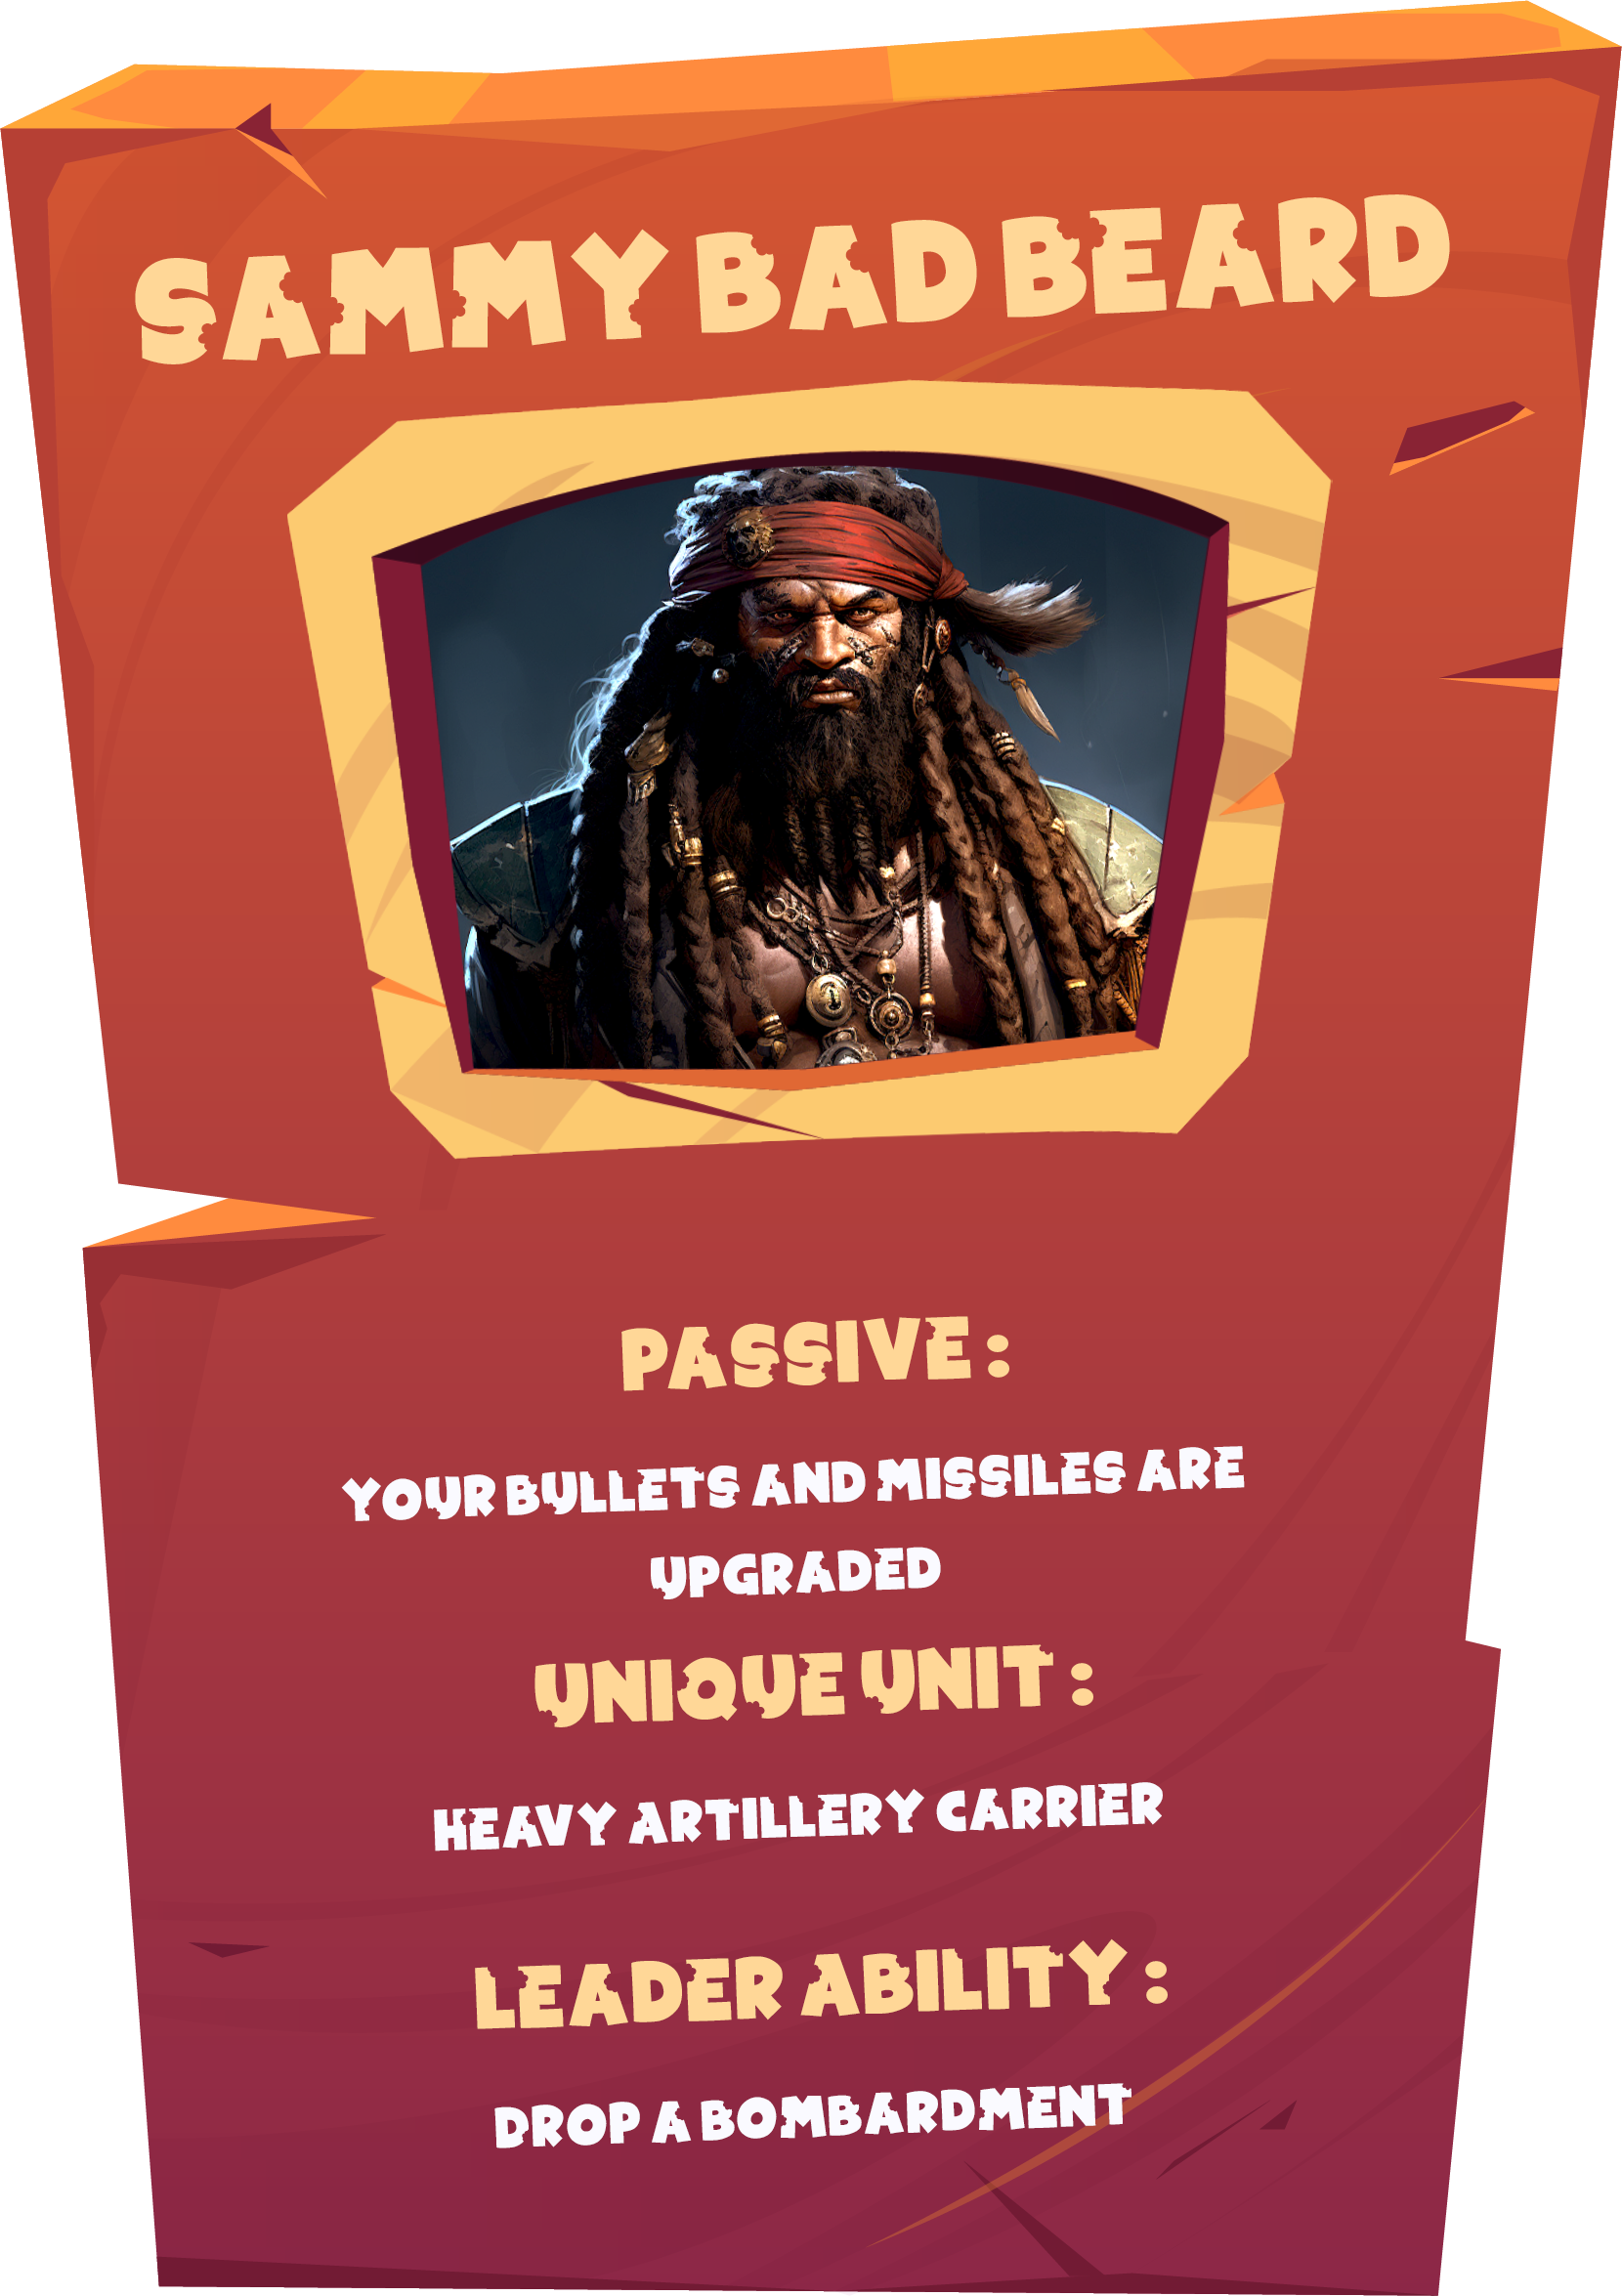 SAMMY BAD BEARD
PASSIVE :
YOUR BULLETS AND MISSILES ARE
UPGRADED
UNIQUE UNIT :
HEAVY ARTILLERY CARRIER
LEADER ABILITY :
DROP A BOMBARDMENT